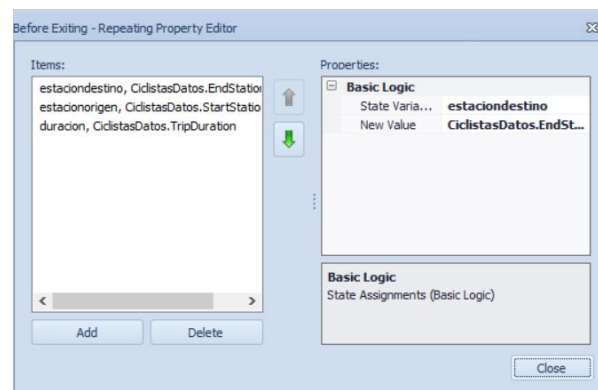 Before Exiting - Repeating Property Editor
Items:
estaciondestino, CiclistasDatos.EndStation
estacionorigen, CiclistasDatos.StartStatio
duracion, CiclistasDatos.TripDuration
Add
Delete
Properties:
Basic Logic
State Varia... estaciondestino
New Value CiclistasDatos.EndSt...
Basic Logic
State Assignments (Basic Logic)
Close